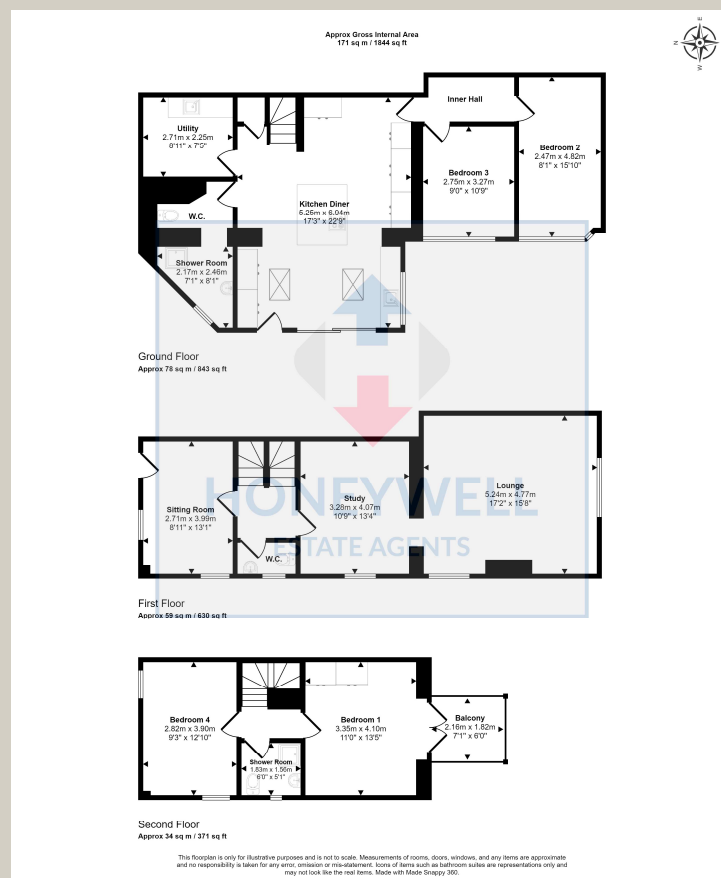 Approx Gross Internal Area
171 sq m / 1844 sq ft
N
E
S
W
Inner Hall
Utility
2.71m x 2.25m
8'11" x 7'5"
Bedroom 2
2.47m x 4.82m
8'1" x 15'10"
Bedroom 3
2.75m x 3.27m
9'0" x 10'9"
Kitchen Diner
5.26m x 6.94m
17'3" x 22'9"
W.C.
Shower Room
2.17m x 2.46m
7'1" x 8'1"
Ground Floor
Approx 78 sq m / 843 sq ft
HONEYWELL
ESTATE AGENTS
Lounge
5.24m x 4.77m
17'2" x 15'8"
Sitting Room
2.71m x 3.99m
8'11" x 13'1"
Study
3.28m x 4.07m
10'9" x 13'4"
W.C.
First Floor
Approx 59 sq m / 630 sq ft
Bedroom 4
2.82m x 3.90m
9'3" x 12'10"
Bedroom 1
3.35m x 4.10m
11'0" x 13'5"
Balcony
2.16m x 1.82m
7'1" x 6'0"
Shower Room
1.83m x 1.56m
6'0" x 5'1"
Second Floor
Approx 34 sq m / 371 sq ft
This floorplan is only for illustrative purposes and is not to scale. Measurements of rooms, doors, windows, and any items are approximate
and no responsibility is taken for any error, omission or mis-statement. Icons of items such as bathroom suites are representations only and
may not look like the real items. Made with Made Snappy 360.